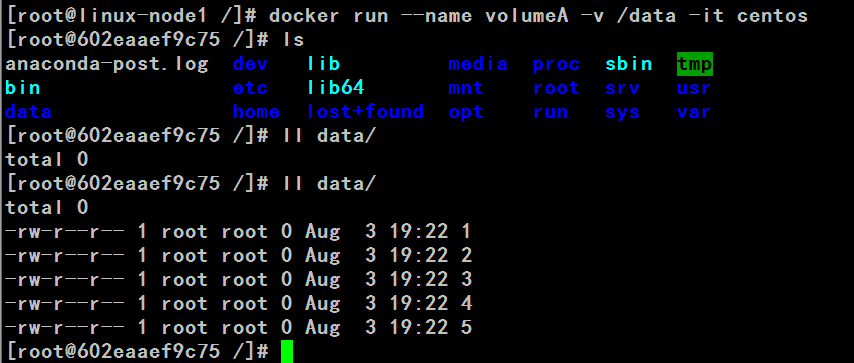 [root@linux-node1 /]# docker run --name volumeA -v /data -it centos
[root@602eaaef9c75 /]# ls
anaconda-post.log  dev   lib         media  proc  sbin  tmp
bin                etc   lib64       mnt    root  srv   usr
data               home  lost+found  opt    run   sys   var
[root@602eaaef9c75 /]# ll data/
total 0
[root@602eaaef9c75 /]# ll data/
total 0
-rw-r--r-- 1 root root 0 Aug  3 19:22 1
-rw-r--r-- 1 root root 0 Aug  3 19:22 2
-rw-r--r-- 1 root root 0 Aug  3 19:22 3
-rw-r--r-- 1 root root 0 Aug  3 19:22 4
-rw-r--r-- 1 root root 0 Aug  3 19:22 5
[root@602eaaef9c75 /]#